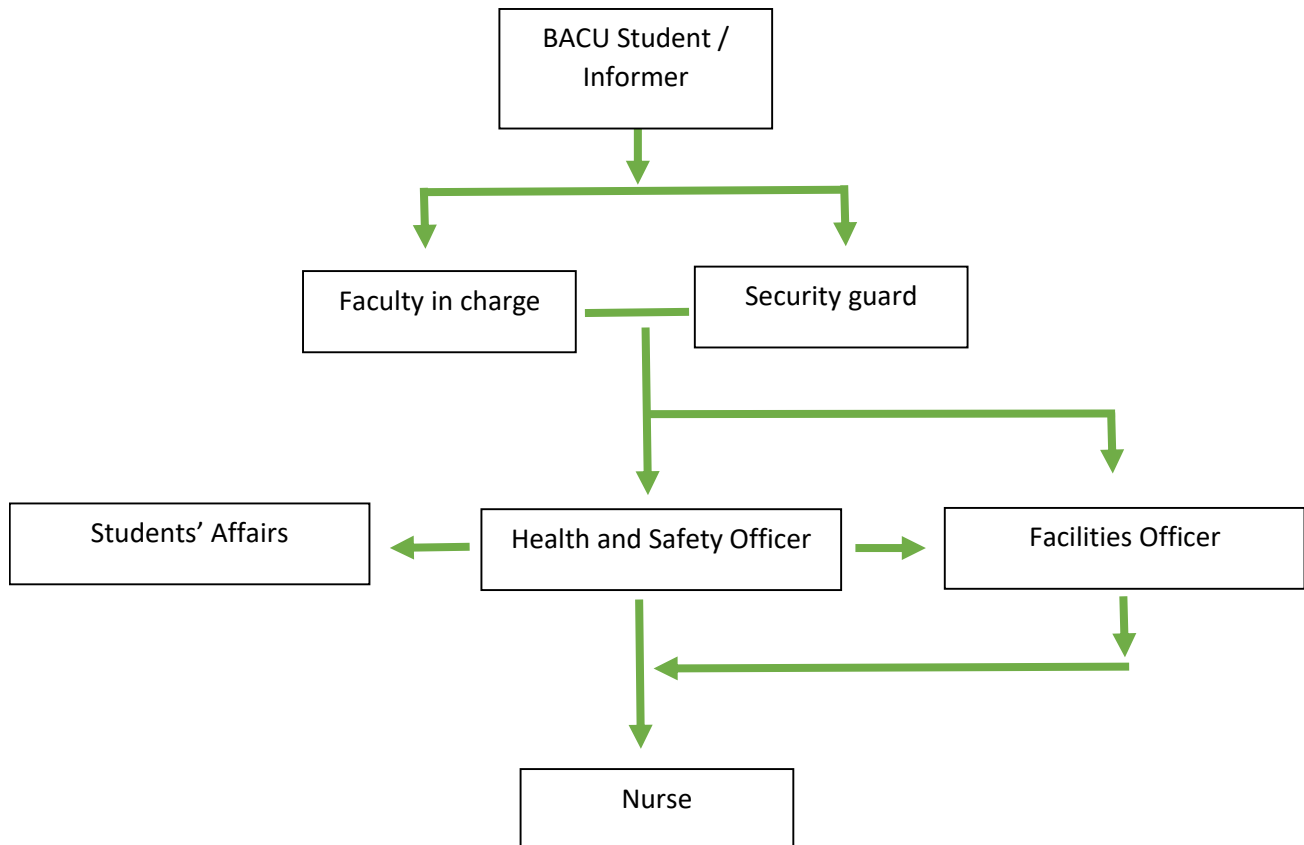 BACU Student /
Informer
Faculty in charge
Security guard
Students’ Affairs
Health and Safety Officer
Facilities Officer
Nurse